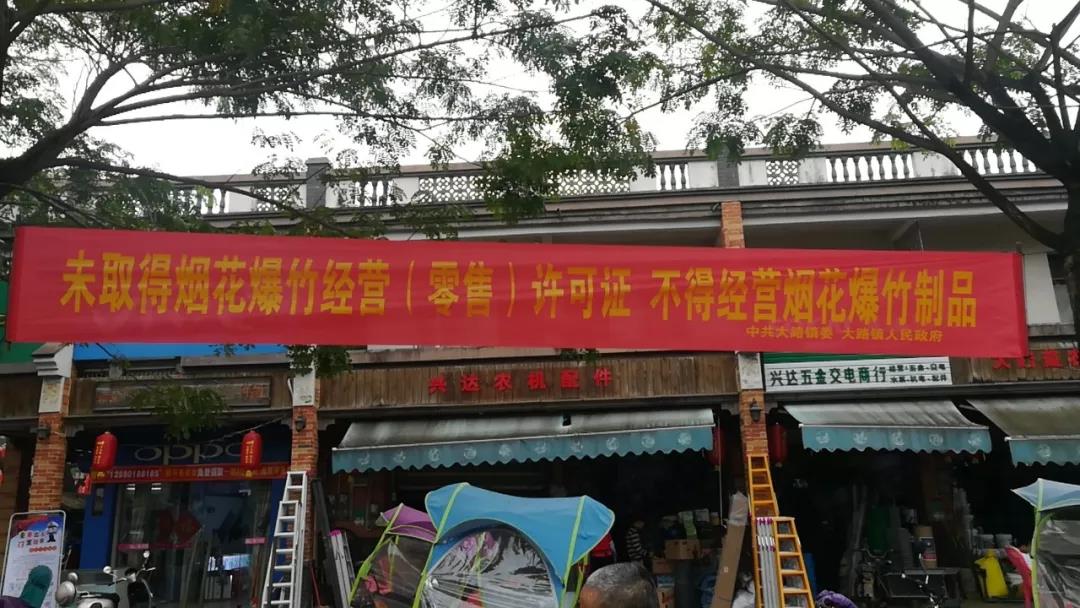 未取得烟花爆竹经营（零售）许可证 不得经营烟花爆竹制品
中共大路镇委 大路镇人民政府
兴达农机配件
兴达五金交电商行
oppo